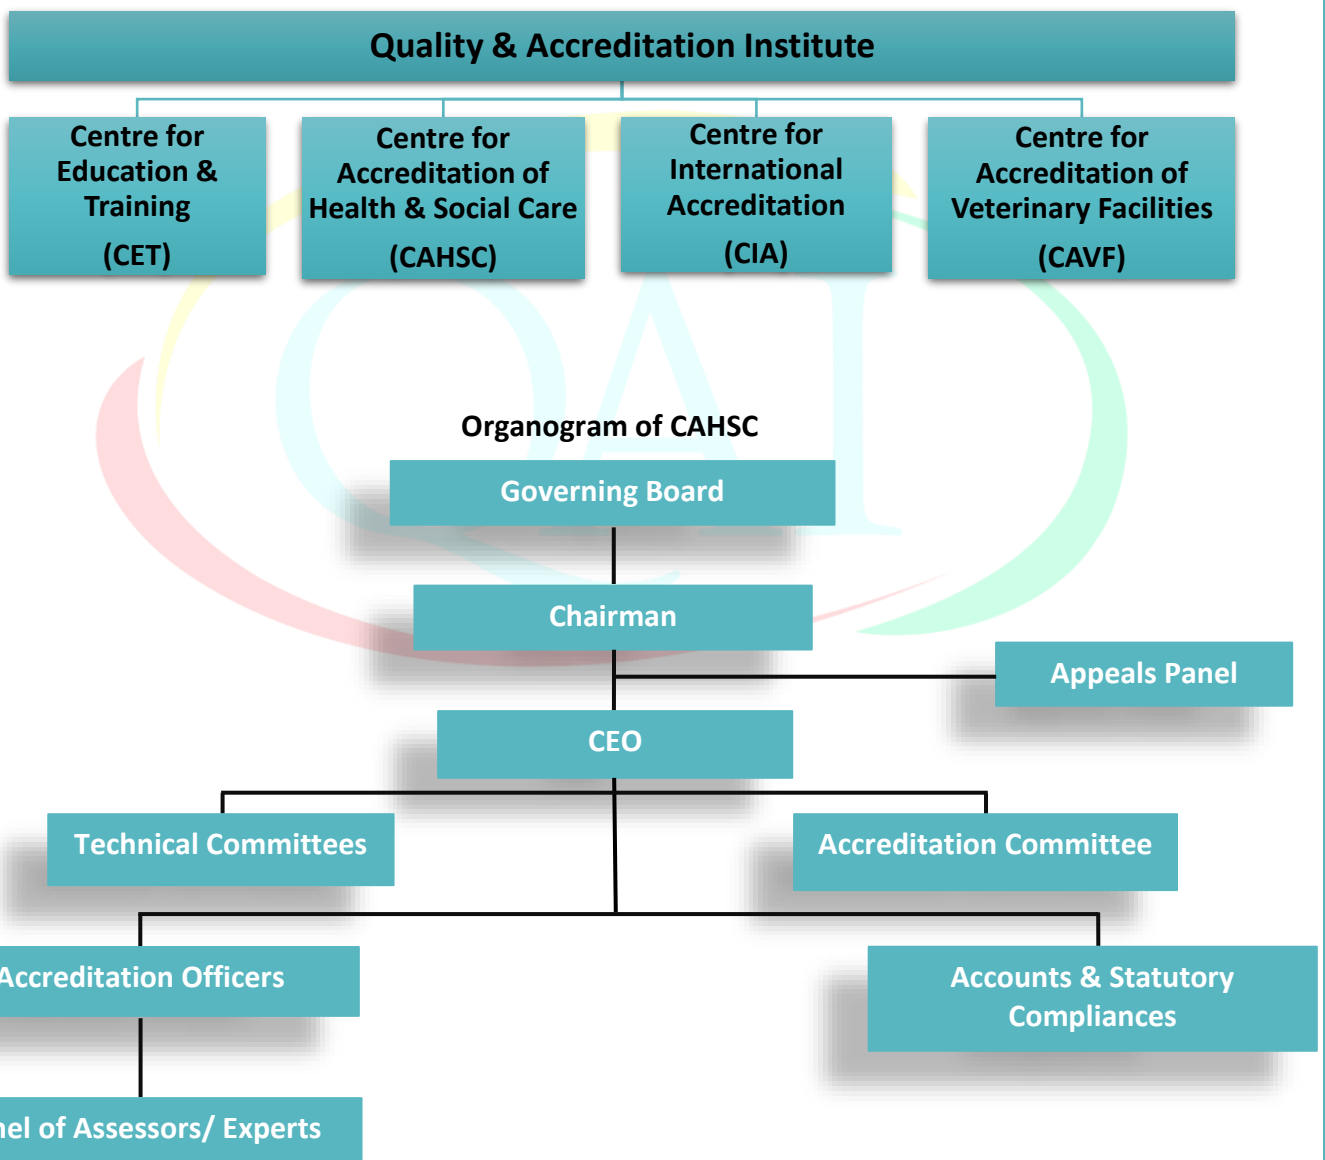 Quality & Accreditation Institute
Centre for
Education &
Training
(CET)
Centre for
Accreditation of
Health & Social Care
(CAHSC)
Centre for
International
Accreditation
(CIA)
Centre for
Accreditation of
Veterinary Facilities
(CAVF)
QAI
Organogram of CAHSC
Governing Board
Chairman
Appeals Panel
CEO
Technical Committees
Accreditation Committee
Accreditation Officers
Accounts & Statutory
Compliances
nel of Assessors/ Experts